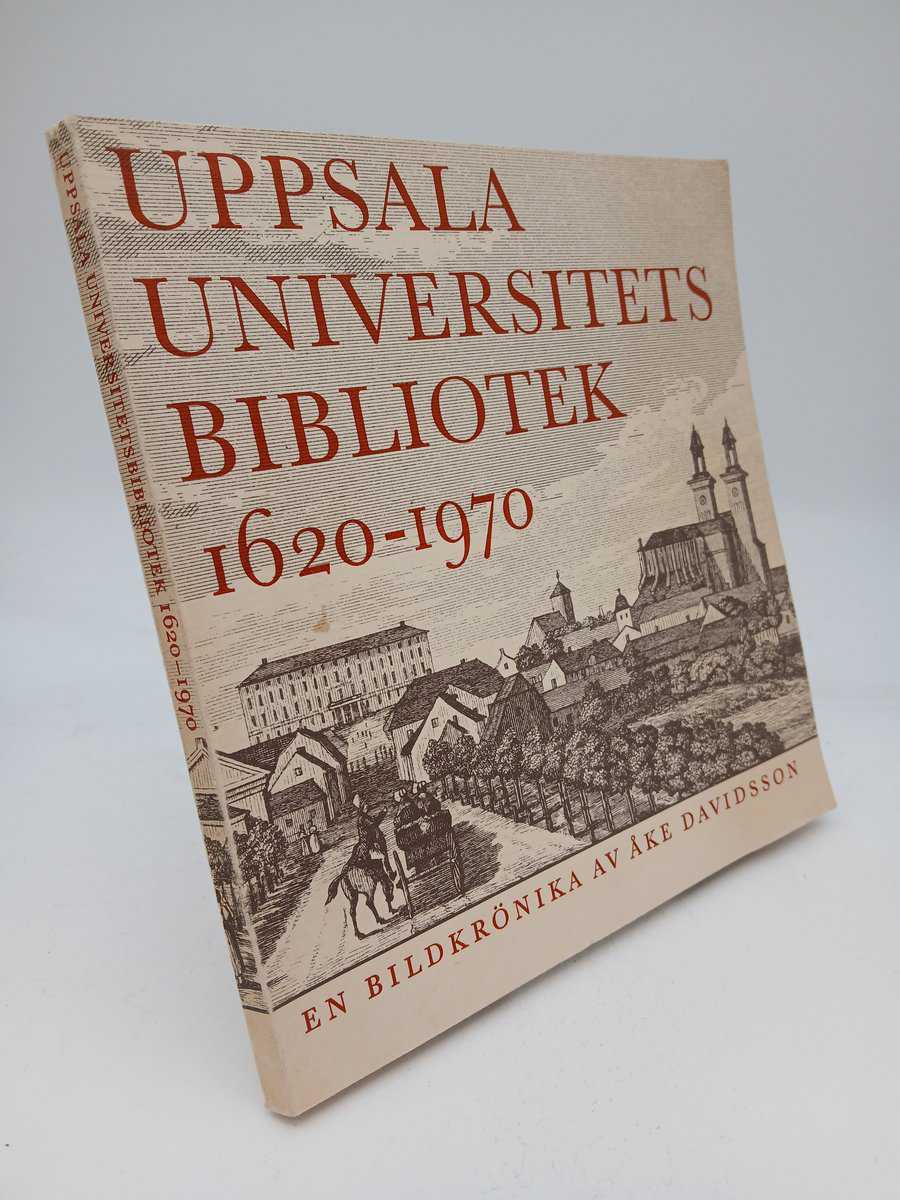 UPPSALA
UNIVERSITETS
BIBLIOTEK
1620-1970
EN BILDKRÖNIKA AV ÅKE DAVIDSSON
UPPSALA UNIVERSITETSBIBLIOTEK 1620–1970